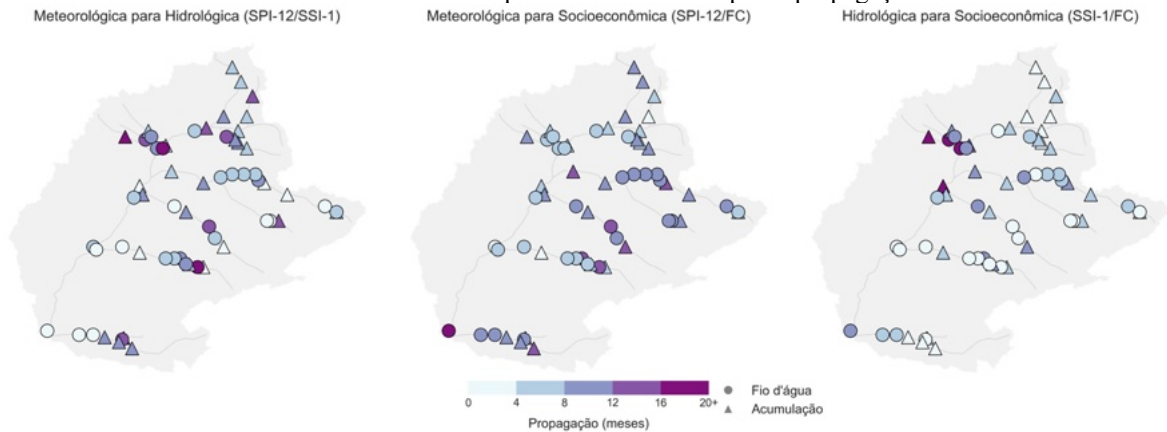 Meteorológica para Hidrológica (SPI-12/SSI-1)
Meteorológica para Socioeconômica (SPI-12/FC)
Hidrológica para Socioeconômica (SSI-1/FC)
0 4 8 12 16 20+
Propagação (meses)
Fio d'água
Acumulação